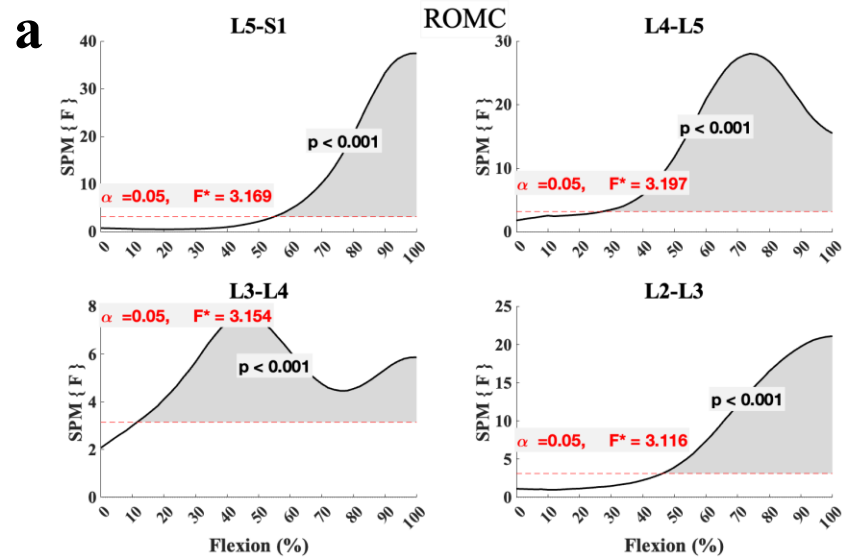 a
ROMC
L5-S1
SPM { F }
40
30
20
10
0
p < 0.001
α =0.05, F* = 3.169
0 10 20 30 40 50 60 70 80 90 100
L4-L5
SPM { F }
30
20
10
0
p < 0.001
α =0.05, F* = 3.197
0 10 20 30 40 50 60 70 80 90 100
L3-L4
SPM { F }
8
6
4
2
0
α =0.05, F* = 3.154
p < 0.001
0 10 20 30 40 50 60 70 80 90 100
Flexion (%)
L2-L3
SPM { F }
25
20
15
10
5
0
p < 0.001
α =0.05, F* = 3.116
0 10 20 30 40 50 60 70 80 90 100
Flexion (%)